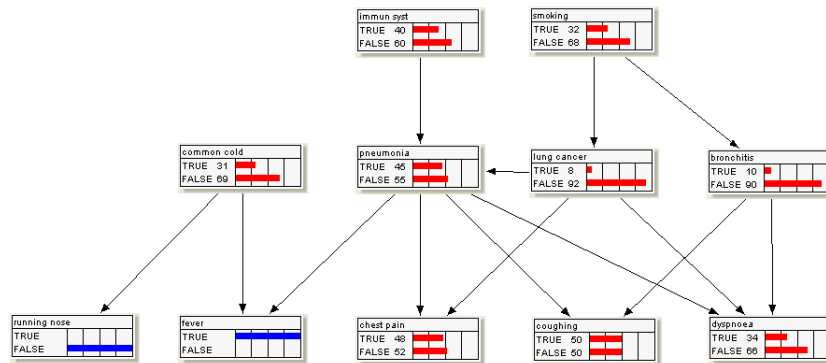 immun syst
TRUE 40
FALSE 60
smoking
TRUE 32
FALSE 68
common cold
TRUE 31
FALSE 69
pneumonia
TRUE 45
FALSE 55
lung cancer
TRUE 8
FALSE 92
bronchitis
TRUE 10
FALSE 90
running nose
TRUE
FALSE
fever
TRUE
FALSE
chest pain
TRUE 48
FALSE 52
coughing
TRUE 50
FALSE 50
dyspnoea
TRUE 34
FALSE 66